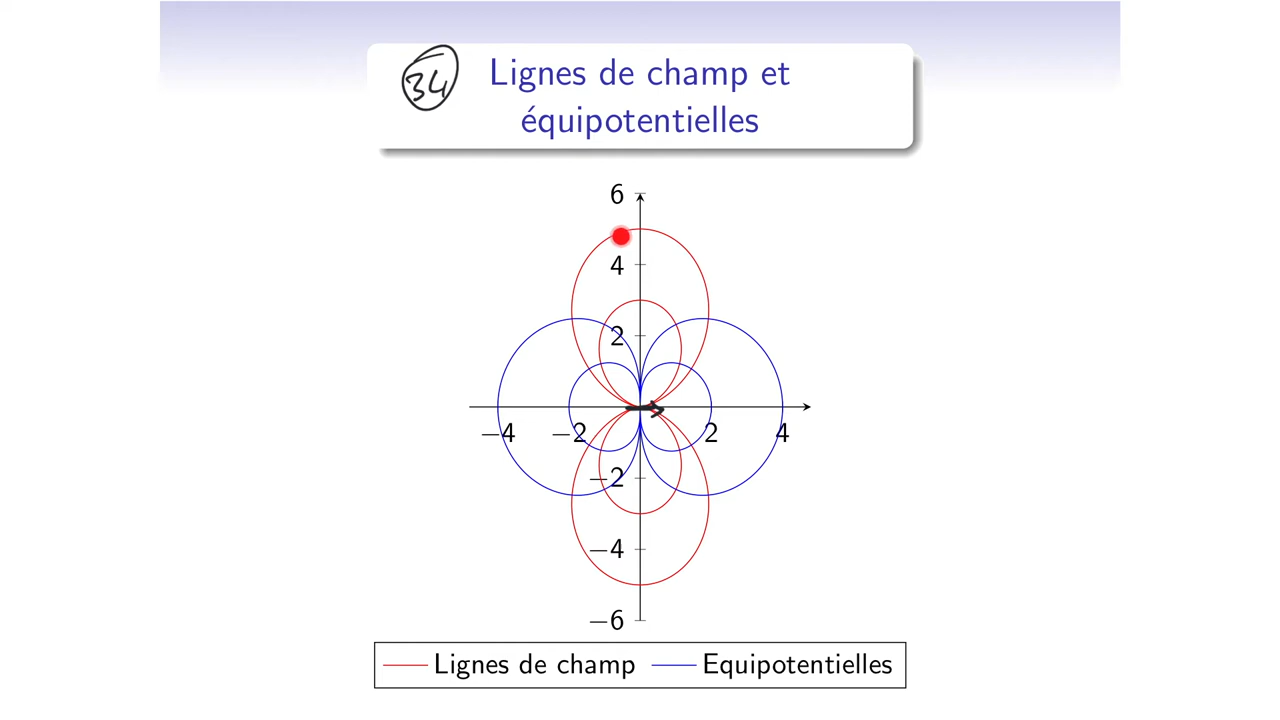 34
Lignes de champ et
équipotentielles
6
4
2
−4 −2 2 4
−2
−4
−6
Lignes de champ Equipotentielles